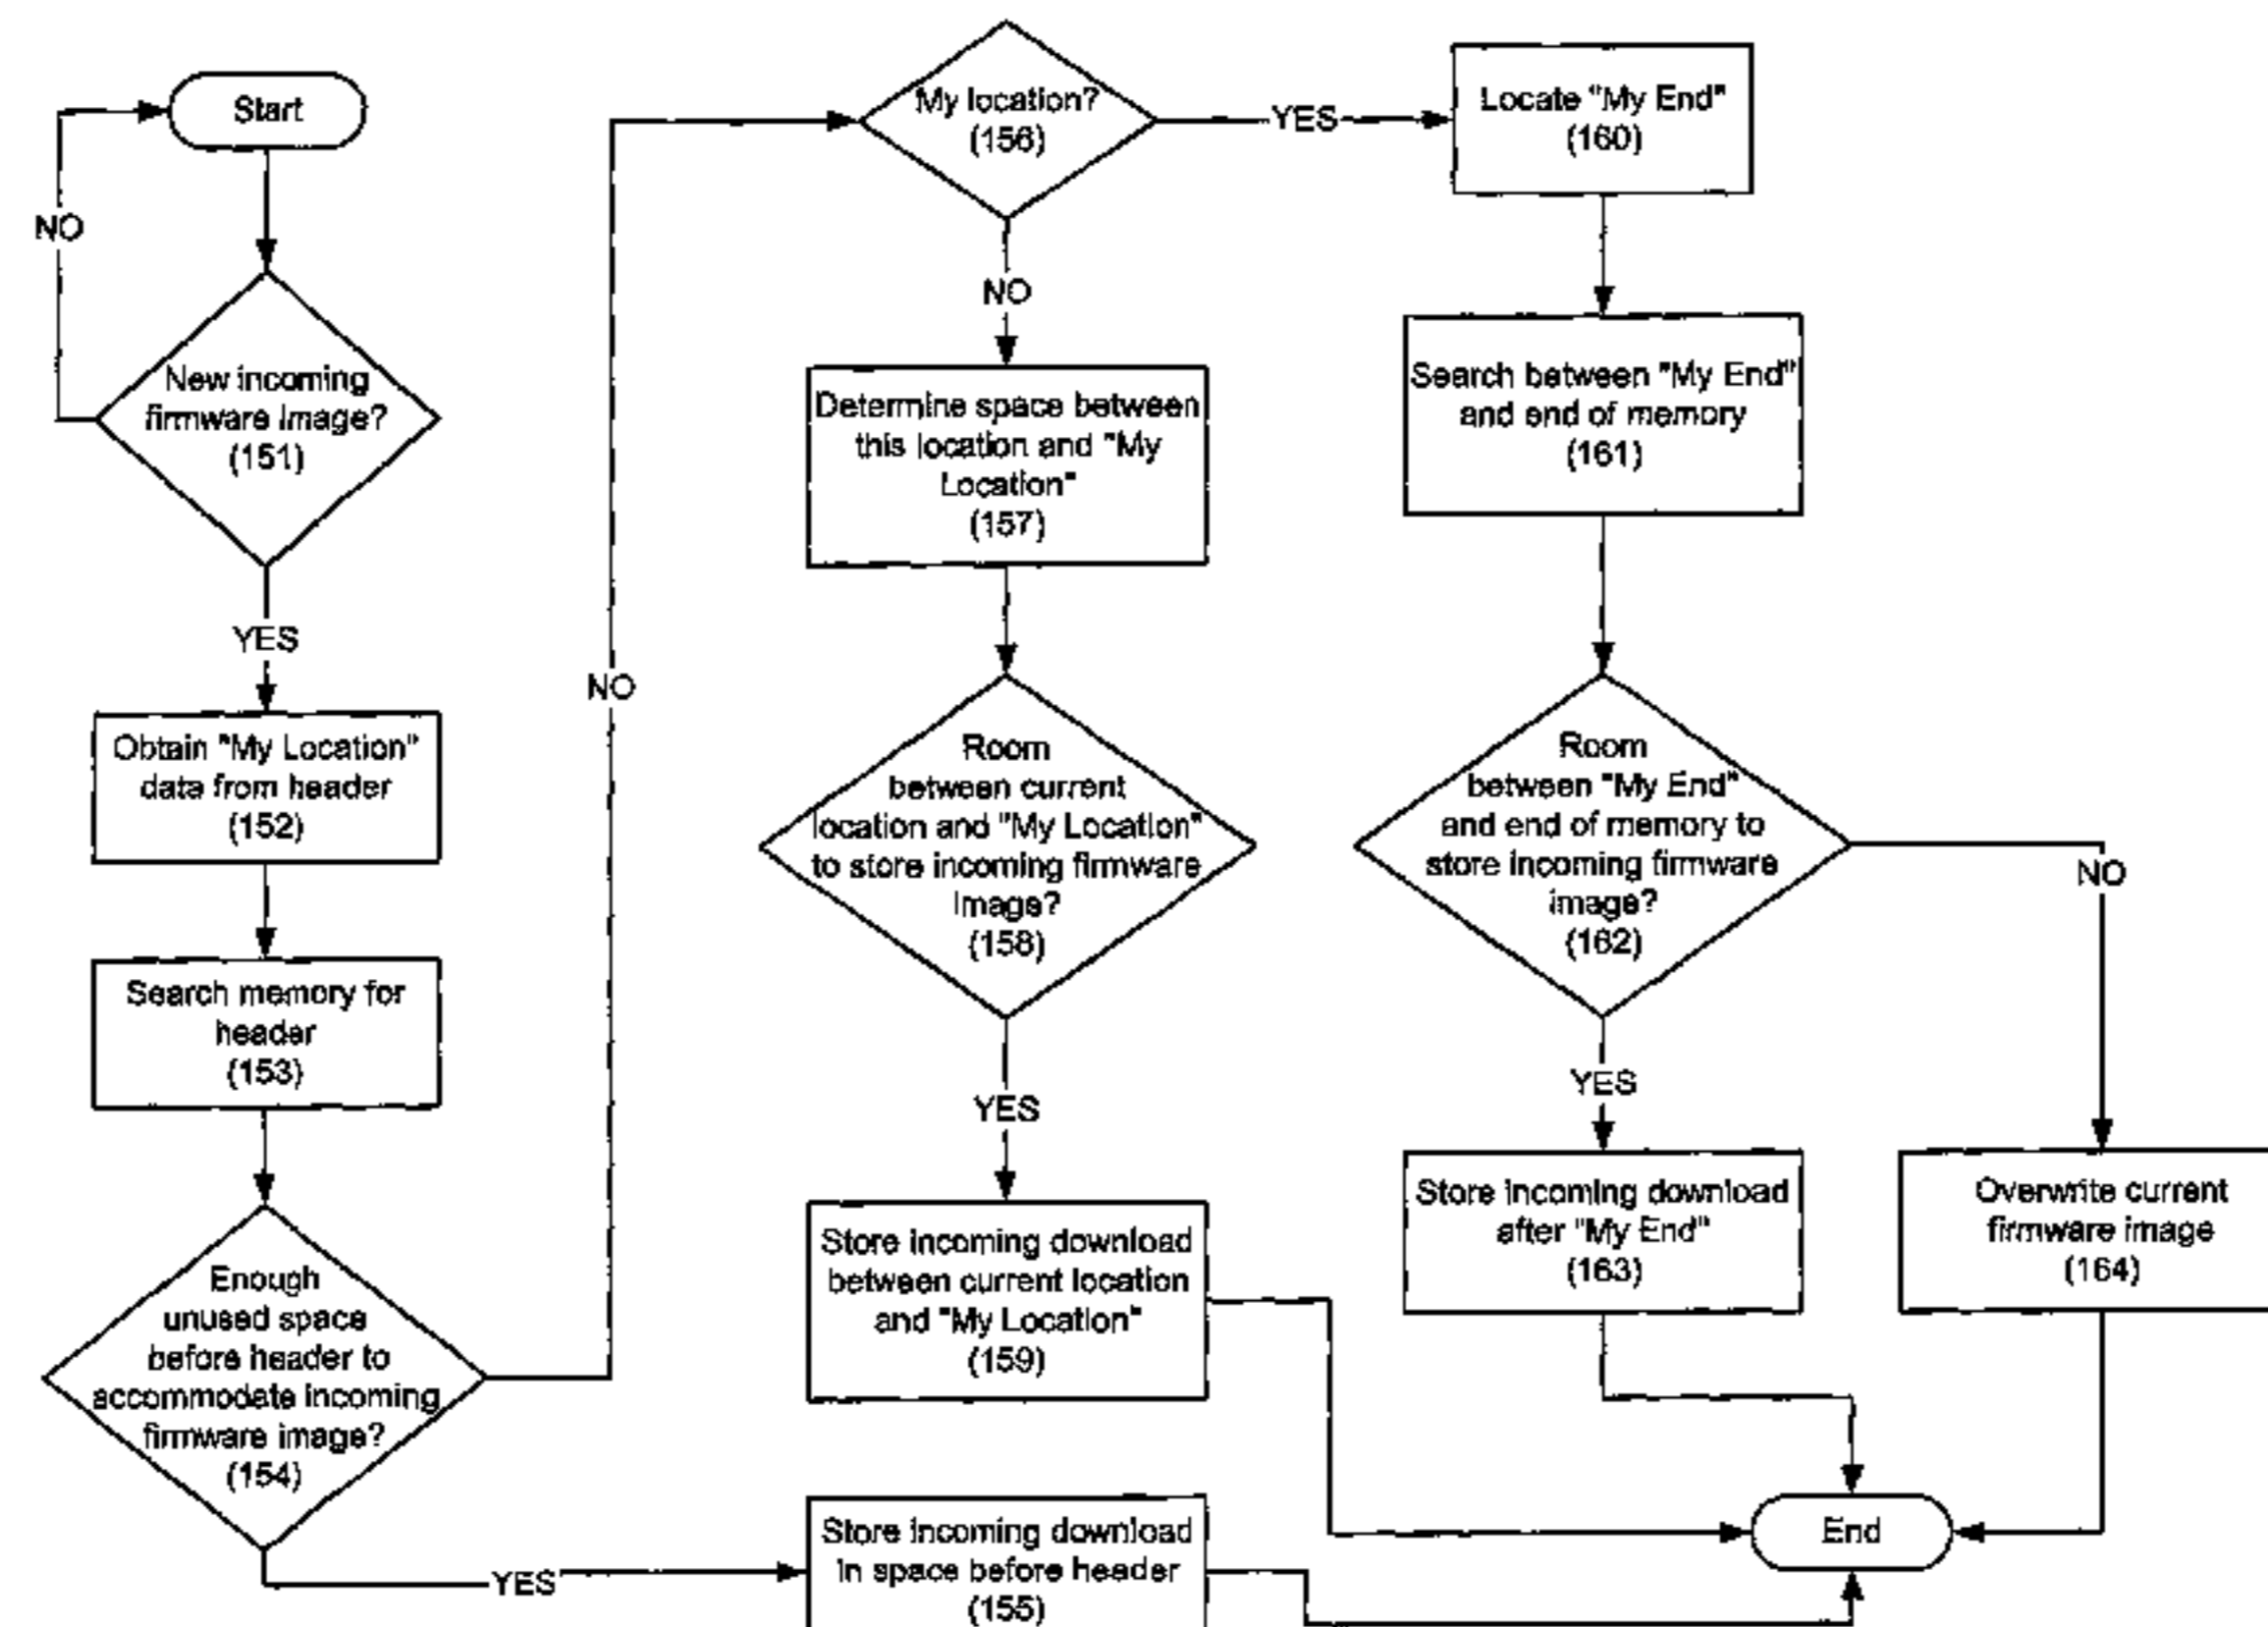 Start
NO
New incoming
firmware image?
(151)
YES
Obtain "My Location"
data from header
(152)
Search memory for
header
(153)
Enough
unused space
before header to
accommodate incoming
firmware image?
(154)
YES
NO
Store incoming download
in space before header
(155)
My location?
(156)
YES
NO
Determine space between
this location and "My
Location"
(157)
Room
between current
location and "My Location"
to store incoming firmware
image?
(158)
YES
Store incoming download
between current location
and "My Location"
(159)
Locate "My End"
(160)
Search between "My End"
and end of memory
(161)
Room
between "My End"
and end of memory to
store incoming firmware
image?
(162)
YES
NO
Store incoming download
after "My End"
(163)
Overwrite current
firmware image
(164)
End